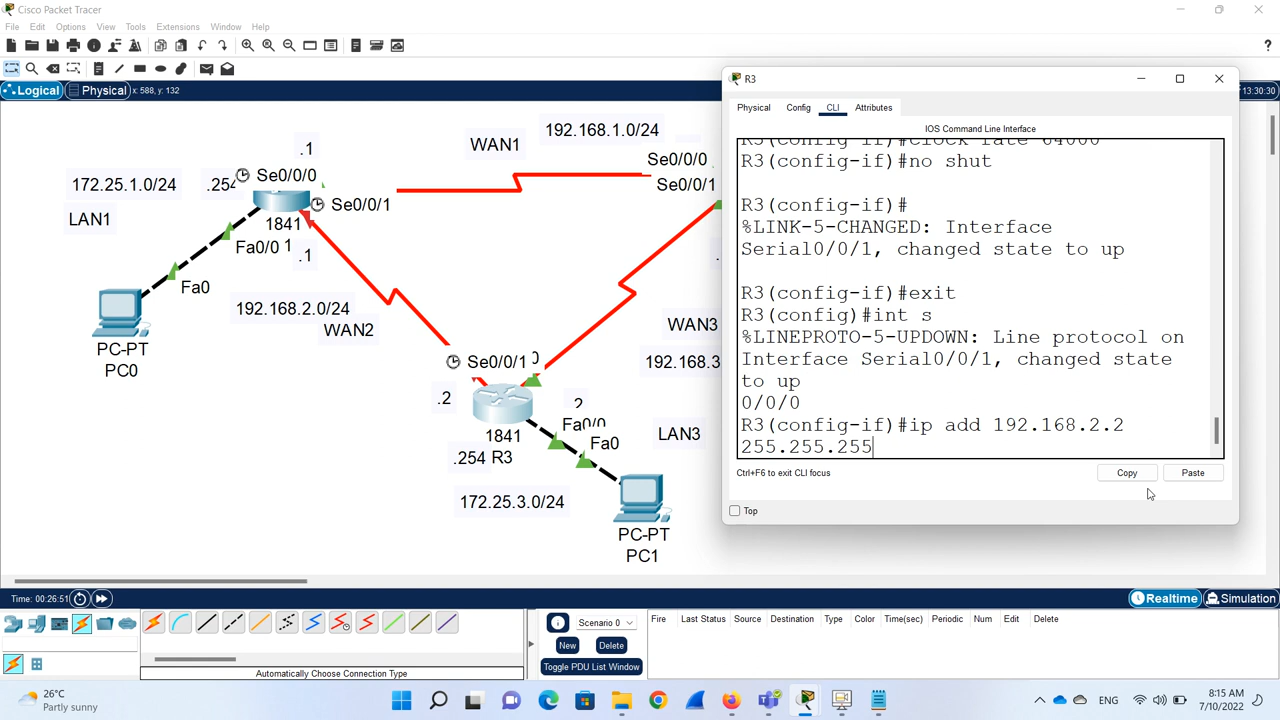 Cisco Packet Tracer
File Edit Options View Tools Extensions Window Help
?
Logical Physical x: 588, y: 132
13:30:30
R3
Physical Config CLI Attributes
IOS Command Line Interface
R3(config-if)#clock rate 64000
R3(config-if)#no shut
R3(config-if)#
%LINK-5-CHANGED: Interface
Serial0/0/1, changed state to up
R3(config-if)#exit
R3(config)#int s
%LINEPROTO-5-UPDOWN: Line protocol on
Interface Serial0/0/1, changed state
to up
0/0/0
R3(config-if)#ip add 192.168.2.2
255.255.255
Ctrl+F6 to exit CLI focus
Copy
Paste
Top
.1
WAN1
192.168.1.0/24
172.25.1.0/24
.254
Se0/0/0
Se0/0/0
Se0/0/1
LAN1
Se0/0/1
1841
Fa0/0
.1
Fa0
192.168.2.0/24
WAN2
WAN3
PC-PT
PC0
Se0/0/1
192.168.3
.2
2
Fa0/0
Fa0
LAN3
1841
.254 R3
172.25.3.0/24
PC-PT
PC1
Time: 00:26:51
Realtime
Simulation
Scenario 0
New
Delete
Toggle PDU List Window
Fire Last Status Source Destination Type Color Time(sec) Periodic Num Edit Delete
Automatically Choose Connection Type
26°C
Partly sunny
ENG
8:15 AM
7/10/2022